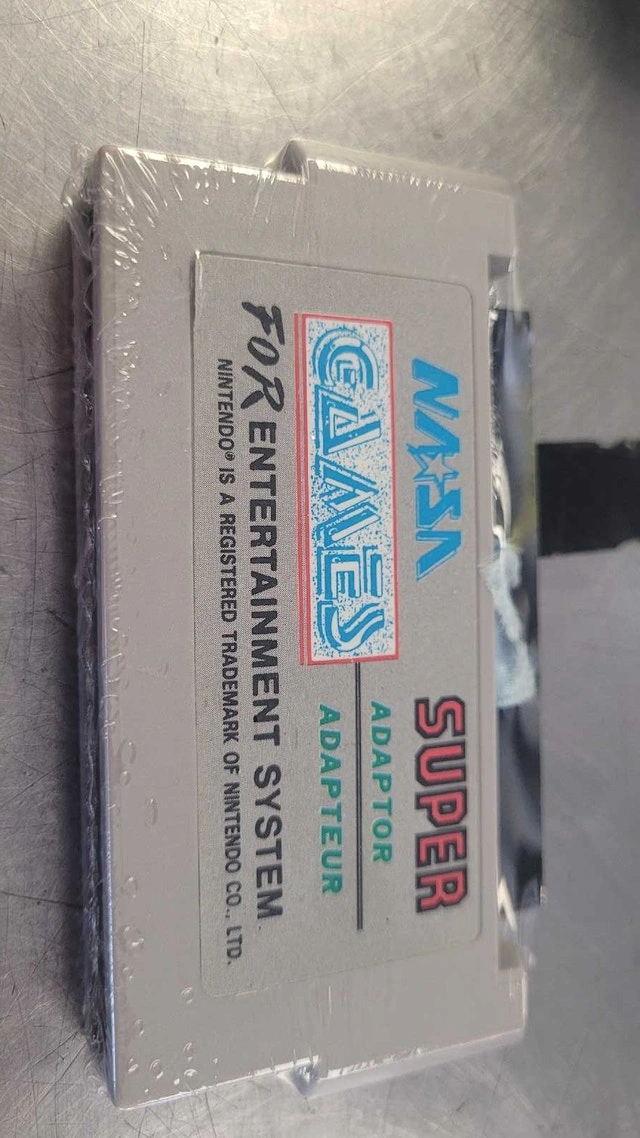 NASA SUPER
GAMES ADAPTOR
ADAPTEUR
FOR ENTERTAINMENT SYSTEM
NINTENDO® IS A REGISTERED TRADEMARK OF NINTENDO CO., LTD.